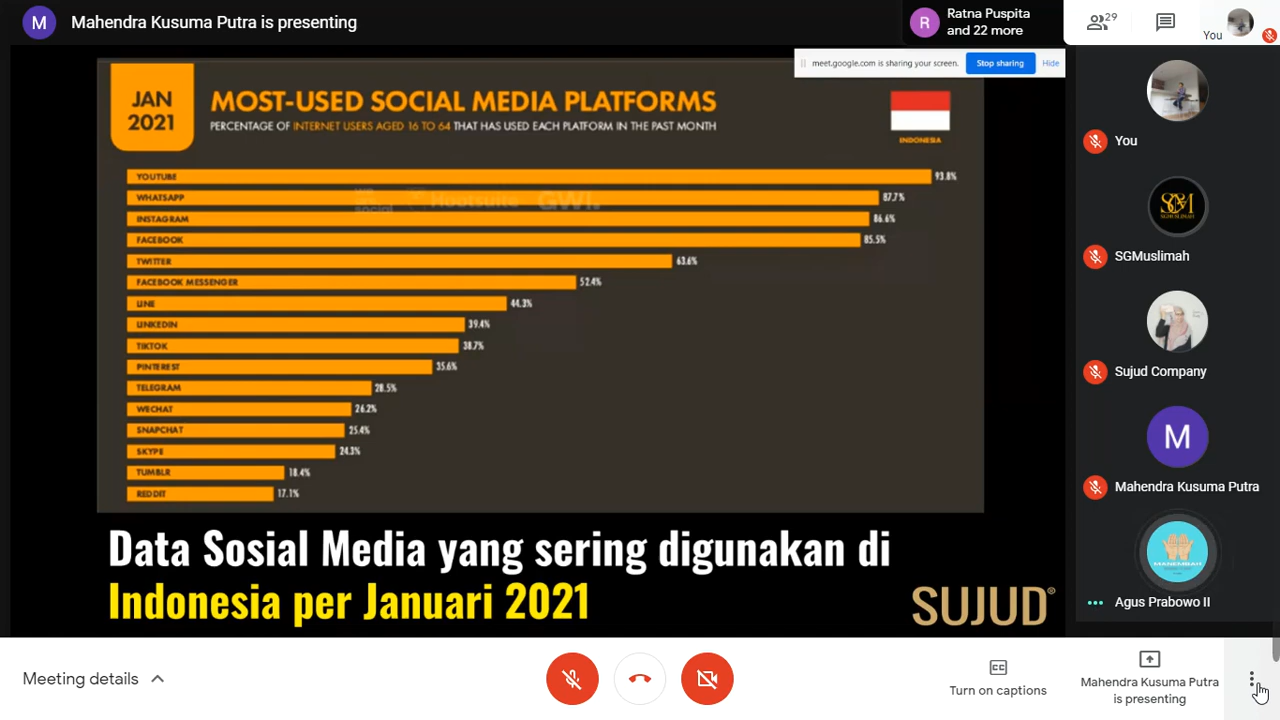 M
Mahendra Kusuma Putra is presenting
R
Ratna Puspita
and 22 more
29
You
meet.google.com is sharing your screen.
Stop sharing
Hide
JAN
2021
MOST-USED SOCIAL MEDIA PLATFORMS
PERCENTAGE OF INTERNET USERS AGED 16 TO 64 THAT HAS USED EACH PLATFORM IN THE PAST MONTH
INDONESIA
YOUTUBE 93.8%
WHATSAPP 87.7%
social Hootsuite GWI.
INSTAGRAM 86.6%
FACEBOOK 85.5%
TWITTER 63.6%
FACEBOOK MESSENGER 52.4%
LINE 44.3%
LINKEDIN 39.4%
TIKTOK 38.7%
PINTEREST 35.6%
TELEGRAM 28.5%
WECHAT 26.2%
SNAPCHAT 25.4%
SKYPE 24.3%
TUMBLR 18.4%
REDDIT 17.1%
Data Sosial Media yang sering digunakan di
Indonesia per Januari 2021
SUJUD®
You
SGMUSLIMAH
SGMuslimah
Sujud Company
M
Mahendra Kusuma Putra
MANEMBAH
Agus Prabowo II
Meeting details
CC
Turn on captions
Mahendra Kusuma Putra
is presenting